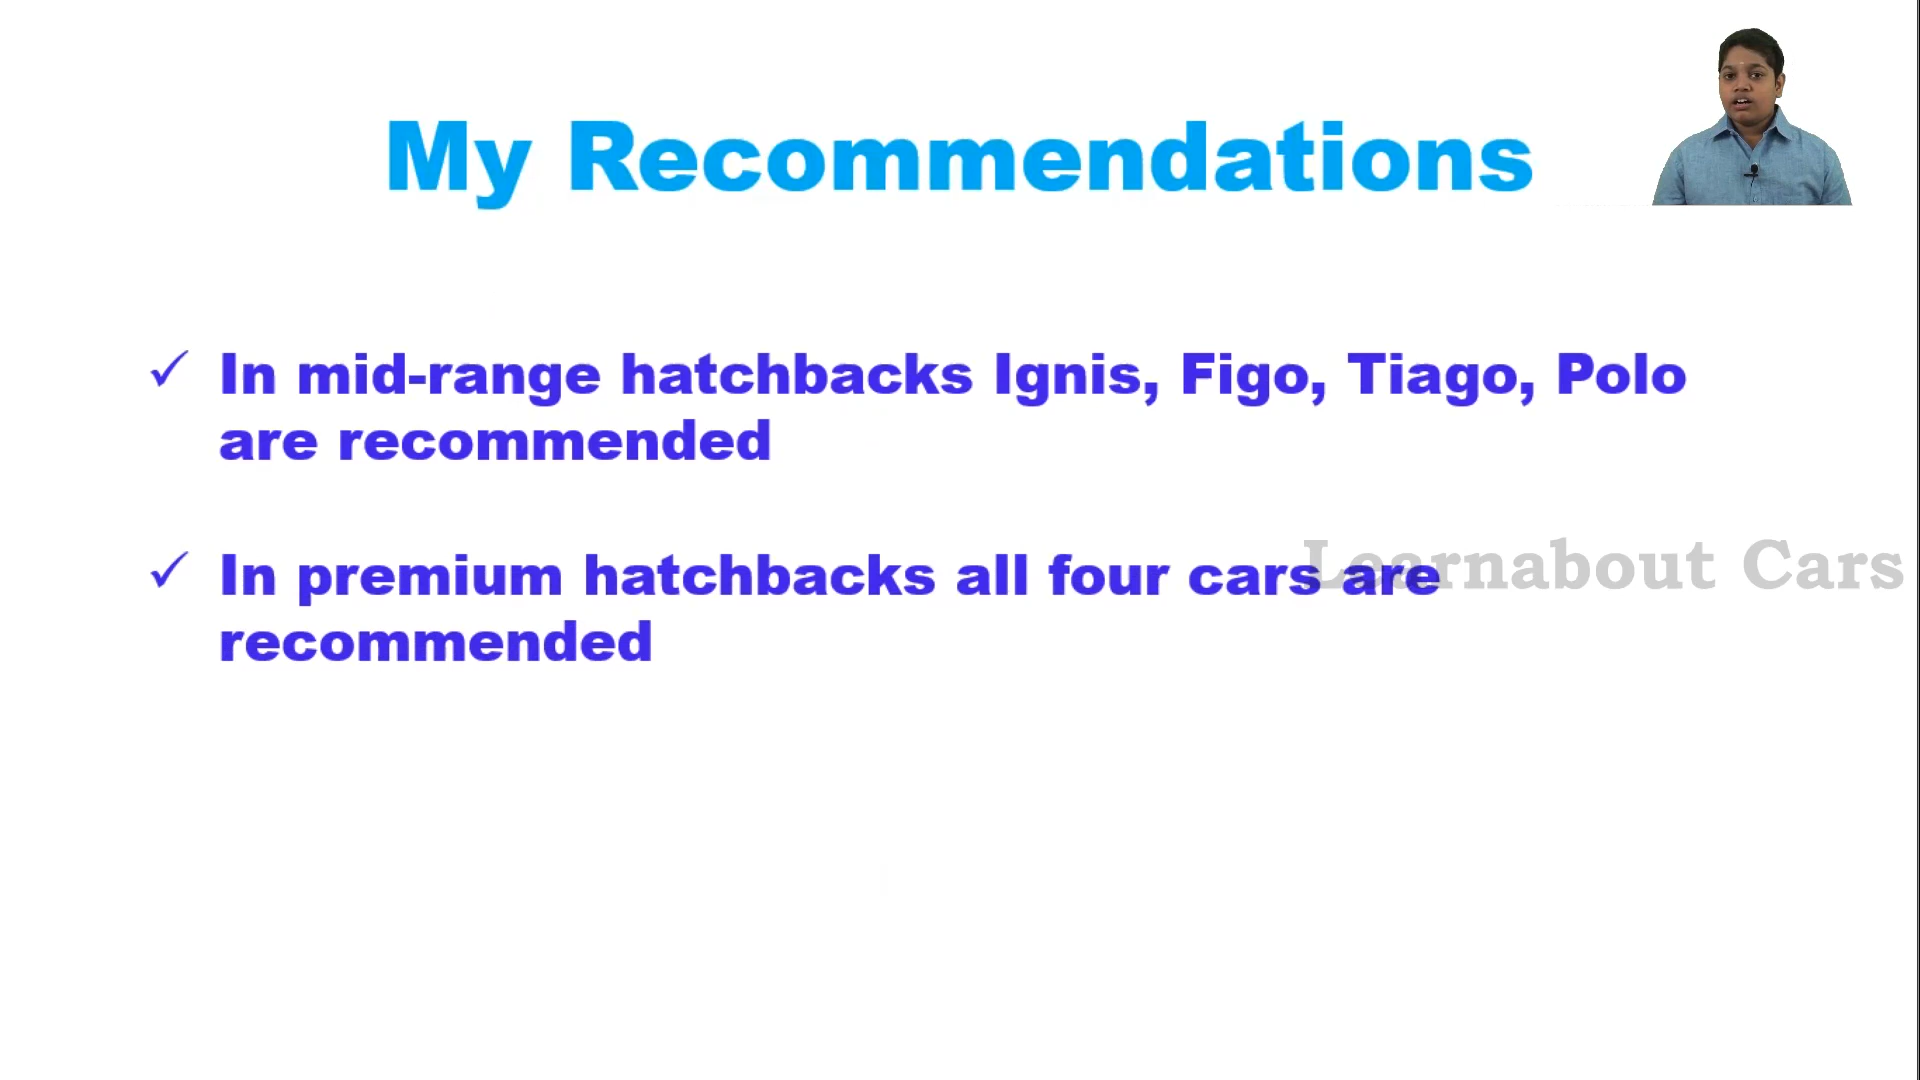 My Recommendations
✓ In mid-range hatchbacks Ignis, Figo, Tiago, Polo
are recommended
✓ In premium hatchbacks all four cars are
recommended
Learnabout Cars